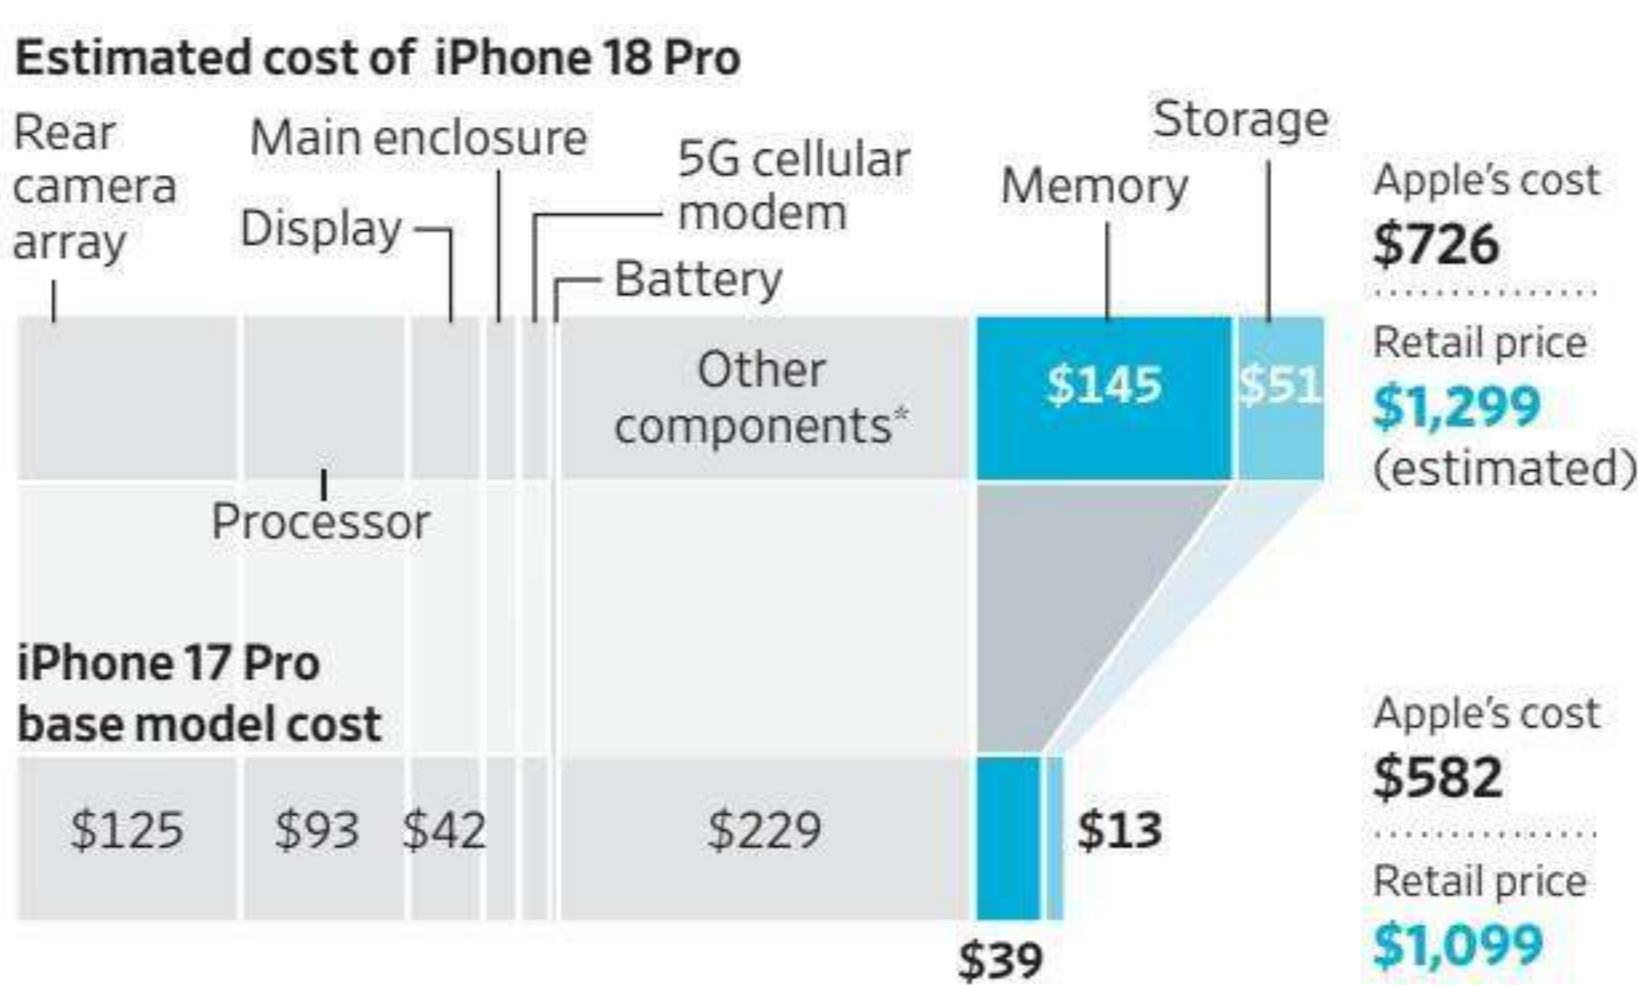 Estimated cost of iPhone 18 Pro
Rear
camera
array
Main enclosure
Display
5G cellular
modem
Battery
Memory
Storage
Other
components*
$145
$51
Processor
Apple's cost
$726
Retail price
$1,299
(estimated)
iPhone 17 Pro
base model cost
$125
$93
$42
$229
$39
$13
Apple's cost
$582
Retail price
$1,099